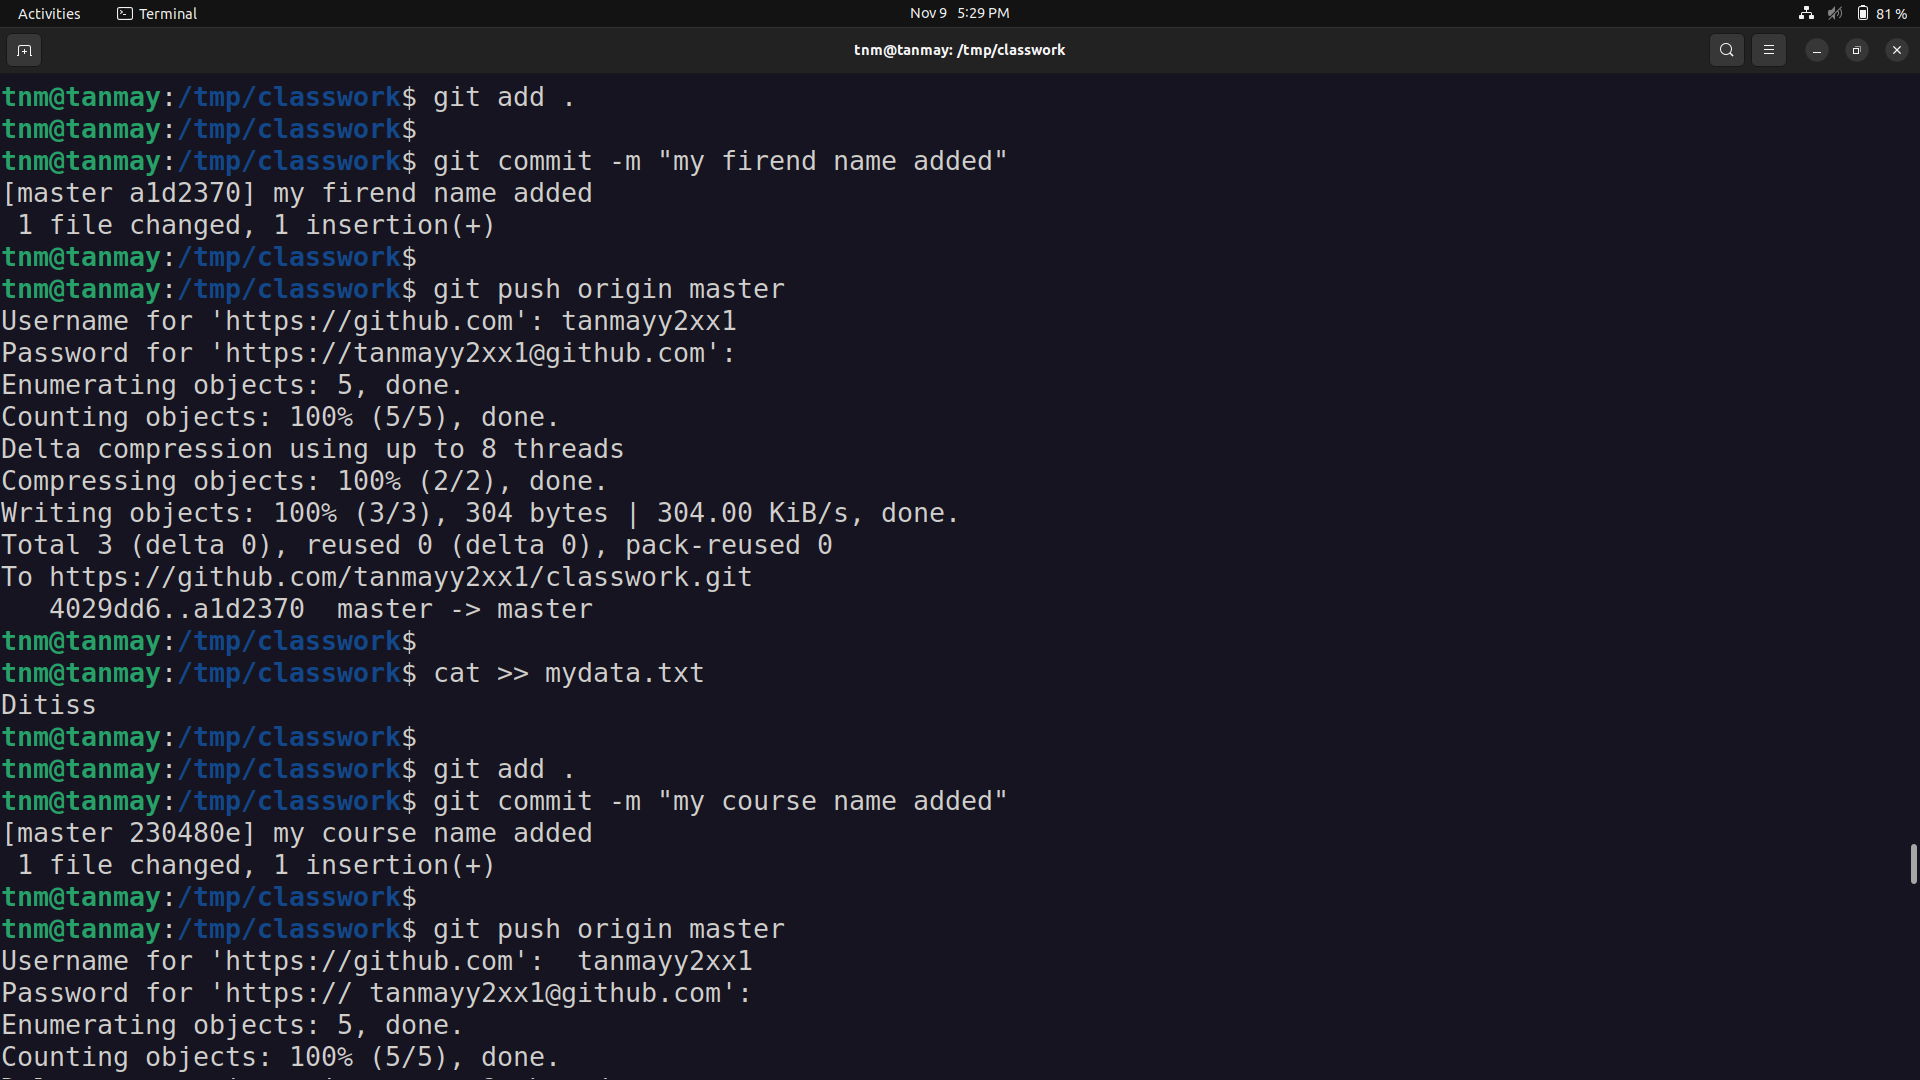 Activities Terminal Nov 9 5:29 PM 81 %
tnm@tanmay: /tmp/classwork
tnm@tanmay:/tmp/classwork$ git add .
tnm@tanmay:/tmp/classwork$
tnm@tanmay:/tmp/classwork$ git commit -m "my firend name added"
[master a1d2370] my firend name added
 1 file changed, 1 insertion(+)
tnm@tanmay:/tmp/classwork$
tnm@tanmay:/tmp/classwork$ git push origin master
Username for 'https://github.com': tanmayy2xx1
Password for 'https://tanmayy2xx1@github.com':
Enumerating objects: 5, done.
Counting objects: 100% (5/5), done.
Delta compression using up to 8 threads
Compressing objects: 100% (2/2), done.
Writing objects: 100% (3/3), 304 bytes | 304.00 KiB/s, done.
Total 3 (delta 0), reused 0 (delta 0), pack-reused 0
To https://github.com/tanmayy2xx1/classwork.git
   4029dd6..a1d2370  master -> master
tnm@tanmay:/tmp/classwork$
tnm@tanmay:/tmp/classwork$ cat >> mydata.txt
Ditiss
tnm@tanmay:/tmp/classwork$
tnm@tanmay:/tmp/classwork$ git add .
tnm@tanmay:/tmp/classwork$ git commit -m "my course name added"
[master 230480e] my course name added
 1 file changed, 1 insertion(+)
tnm@tanmay:/tmp/classwork$
tnm@tanmay:/tmp/classwork$ git push origin master
Username for 'https://github.com':  tanmayy2xx1
Password for 'https:// tanmayy2xx1@github.com':
Enumerating objects: 5, done.
Counting objects: 100% (5/5), done.